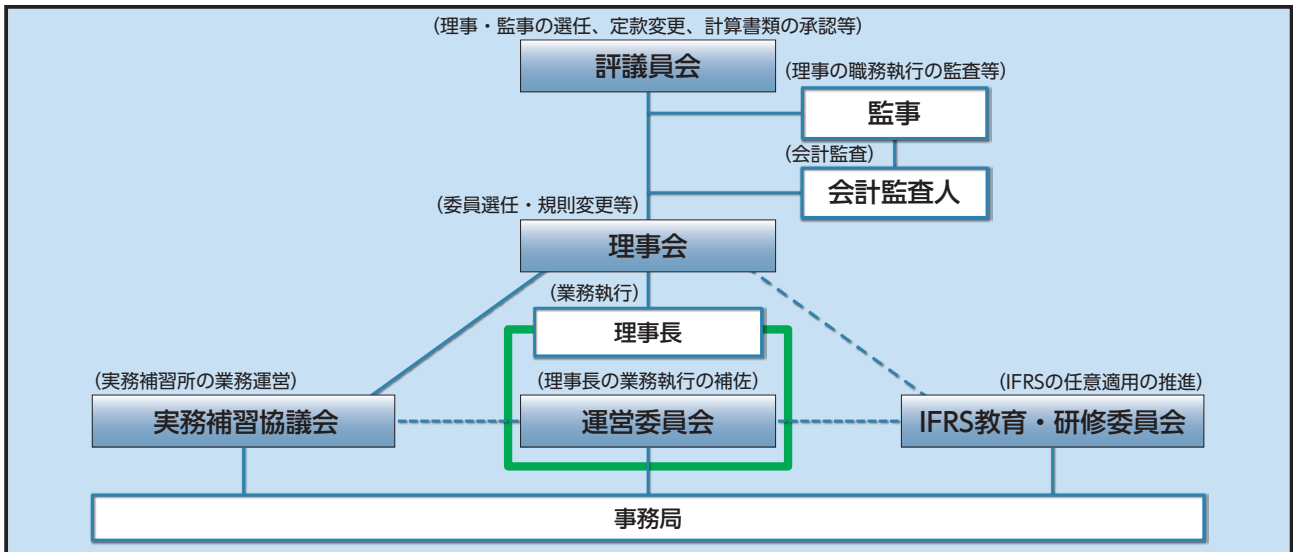 (理事・監事の選任、定款変更、計算書類の承認等)
評議員会
(理事の職務執行の監査等)
監事
(会計監査)
会計監査人
(委員選任・規則変更等)
理事会
(業務執行)
理事長
(実務補習所の業務運営)
(理事長の業務執行の補佐)
(IFRSの任意適用の推進)
実務補習協議会
運営委員会
IFRS教育・研修委員会
事務局